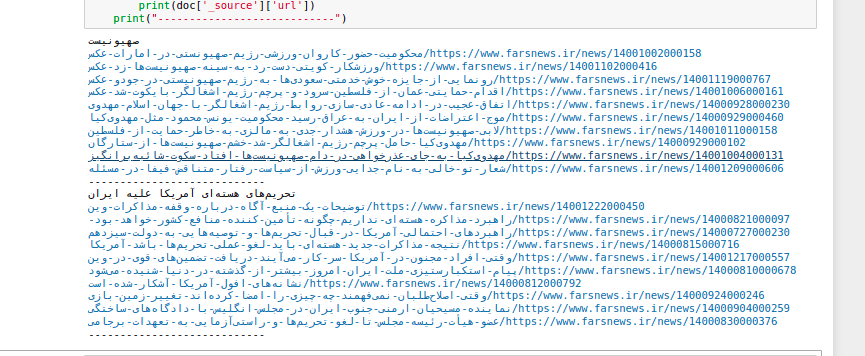 print(doc['_source']['url'])
print("----------------------------")
صهیونیست
https://www.farsnews.ir/news/14001002000158/محکومیت-حضور-کاروان-ورزشی-رژیم-صهیونستی-در-امارات-عکس
https://www.farsnews.ir/news/14001102000416/ورزشکار-کویتی-دست-رد-به-سینه-صهیونیست‌ها-زد-عکس
https://www.farsnews.ir/news/14001119000767/رونمایی-از-جایزه-خوش-خدمتی-سعودی‌ها-به-رژیم-صهیونیستی-در-جودو-عکس
https://www.farsnews.ir/news/14001006000161/اقدام-حمایتی-عمان-از-فلسطین-سرود-و-پرچم-رژیم-اشغالگر-بایکوت-شد-عکس
https://www.farsnews.ir/news/14000928000230/اتفاق-عجیب-در-ادامه-عادی-سازی-روابط-رژیم-اشغالگر-با-جهان-اسلام-مهدوی
https://www.farsnews.ir/news/14000929000460/موج-اعتراضات-از-ایران-به-عراق-رسید-محکومیت-یونس-محمود-مثل-مهدوی‌کیا
https://www.farsnews.ir/news/14001011000158/لابی-صهیونیست‌ها-در-ورزش-هشدار-جدی-به-مالزی-به-خاطر-حمایت-از-فلسطین
https://www.farsnews.ir/news/14000929000102/مهدوی‌کیا-حامل-پرچم-رژیم-اشغالگر-شد-خشم-صهیونیست‌ها-از-ستارگان
https://www.farsnews.ir/news/14001004000131/مهدوی‌کیا-به-جای-عذرخواهی-در-دام-صهیونیست‌ها-افتاد-سکوت-شائبه‌برانگیز
https://www.farsnews.ir/news/14001209000606/شعار-تو-خالی-به-نام-جدایی-ورزش-از-سیاست-رفتار-متناقض-فیفا-در-مسئله
----------------------------
تحریم‌های هسته‌ای آمریکا علیه ایران
https://www.farsnews.ir/news/14001222000450/توضیحات-یک-منبع-آگاه-درباره-وقفه-مذاکرات-وین
https://www.farsnews.ir/news/14000821000097/راهبرد-مذاکره-هسته‌ای-نداریم-چگونه-تأمین-کننده-منافع-کشور-خواهد-بود-
https://www.farsnews.ir/news/14000727000230/راهبردهای-احتمالی-آمریکا-در-قبال-تحریم‌ها-و-توصیه‌هایی-به-دولت-سیزدهم
https://www.farsnews.ir/news/14000815000716/نتیجه-مذاکرات-جدید-هسته‌ای-باید-لغو-عملی-تحریم‌ها-باشد-آمریکا
https://www.farsnews.ir/news/14001217000557/وقتی-افراد-مجنون-در-آمریکا-سر-کار-می‌آیند-دریافت-تضمین‌های-قوی-در-وین
https://www.farsnews.ir/news/14000810000678/پیام-استکبارستیزی-ملت-ایران-امروز-بیشتر-از-گذشته-در-دنیا-شنیده-می‌شود
https://www.farsnews.ir/news/14000812000792/نشانه‌های-افول-آمریکا-آشکار-شده-است
https://www.farsnews.ir/news/14000924000246/وقتی-اصلاح‌طلبان-نمی‌فهمند-چه-چیزی-را-امضا-کرده‌اند-تغییر-زمین-بازی
https://www.farsnews.ir/news/14000904000259/نماینده-مسیحیان-ارمنی-جنوب-ایران-در-مجلس-انگلیس-با-دادگاه‌های-ساختگی
https://www.farsnews.ir/news/14000830000376/عضو-هیأت-رئیسه-مجلس-تا-لغو-تحریم‌ها-و-راستی‌آزمایی-به-تعهدات-برجامی
----------------------------